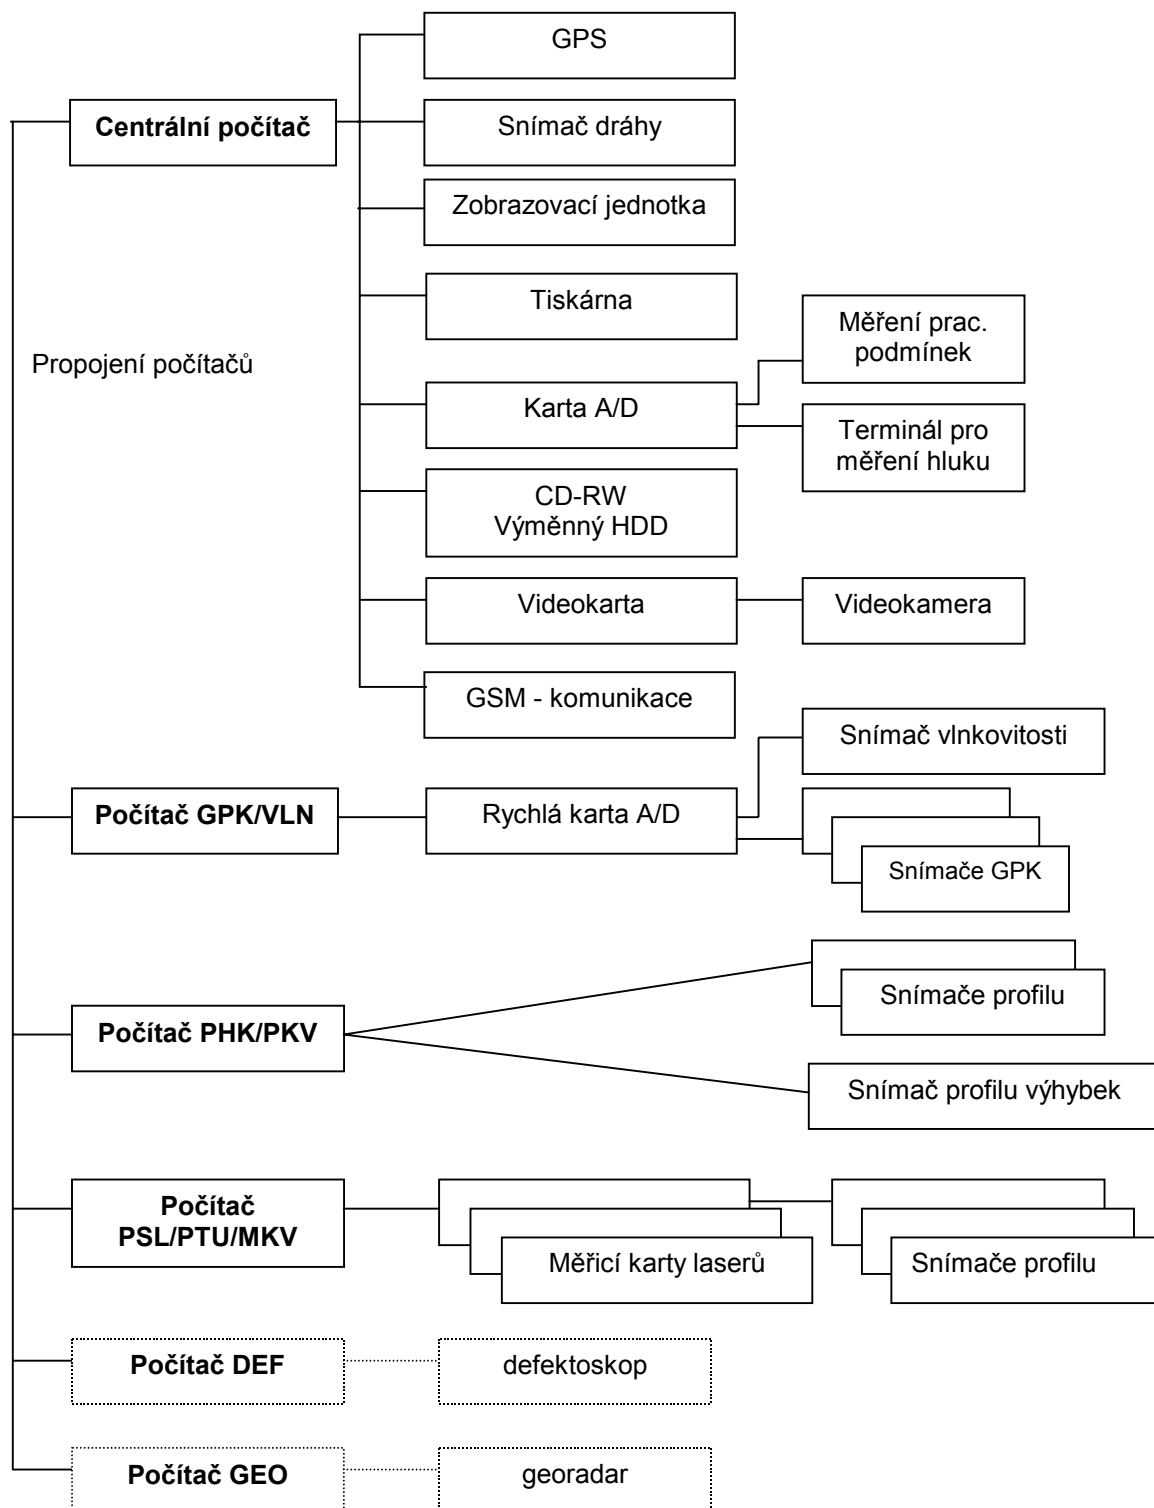 GPS
Centrální počítač
Snímač dráhy
Zobrazovací jednotka
Tiskárna
Měření prac.
podmínek
Propojení počítačů
Karta A/D
Terminál pro
měření hluku
CD-RW
Výměnný HDD
Videokarta
Videokamera
GSM - komunikace
Snímač vlnkovitosti
Počítač GPK/VLN
Rychlá karta A/D
Snímače GPK
Počítač PHK/PKV
Snímače profilu
Snímač profilu výhybek
Počítač
PSL/PTU/MKV
Měřicí karty laserů
Snímače profilu
Počítač DEF
defektoskop
Počítač GEO
georadar